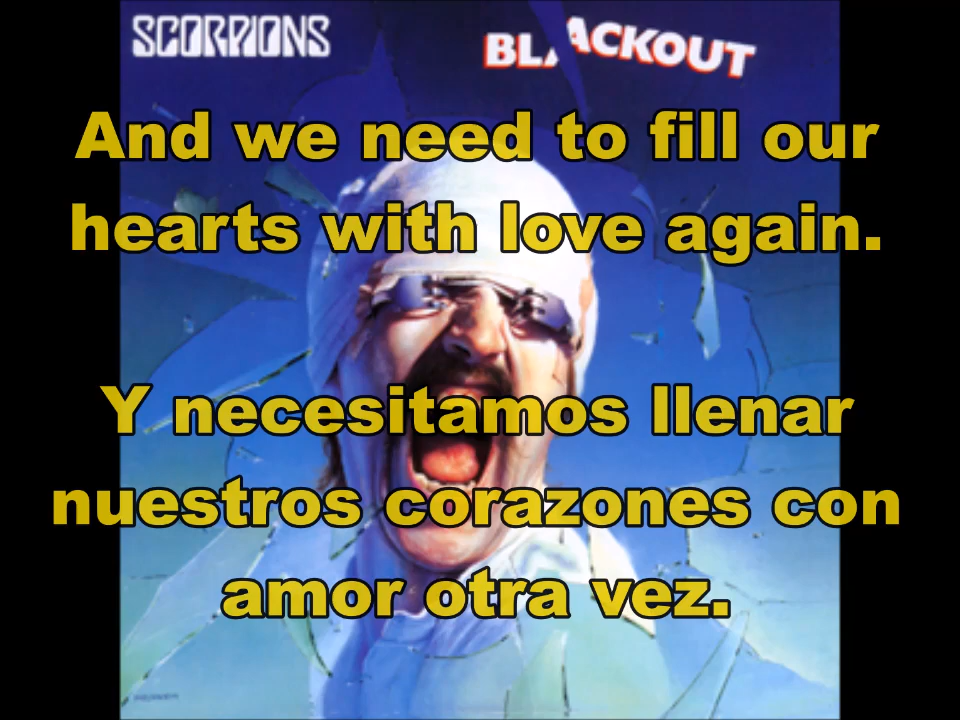 SCORPIONS
BLACKOUT
And we need to fill our
hearts with love again.
Y necesitamos llenar
nuestros corazones con
amor otra vez.